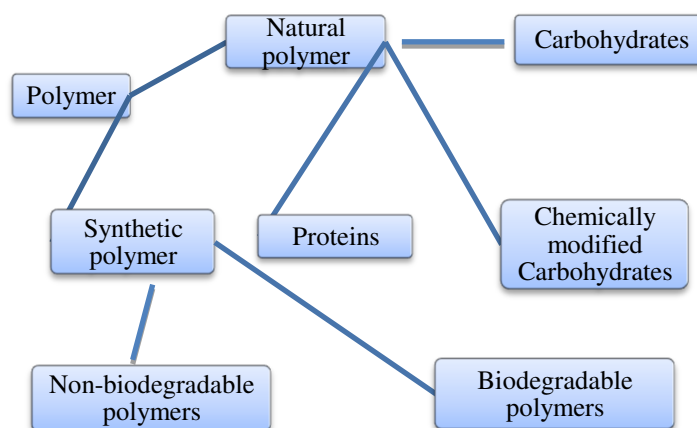 Natural
polymer
Carbohydrates
Polymer
Synthetic
polymer
Proteins
Chemically
modified
Carbohydrates
Non-biodegradable
polymers
Biodegradable
polymers